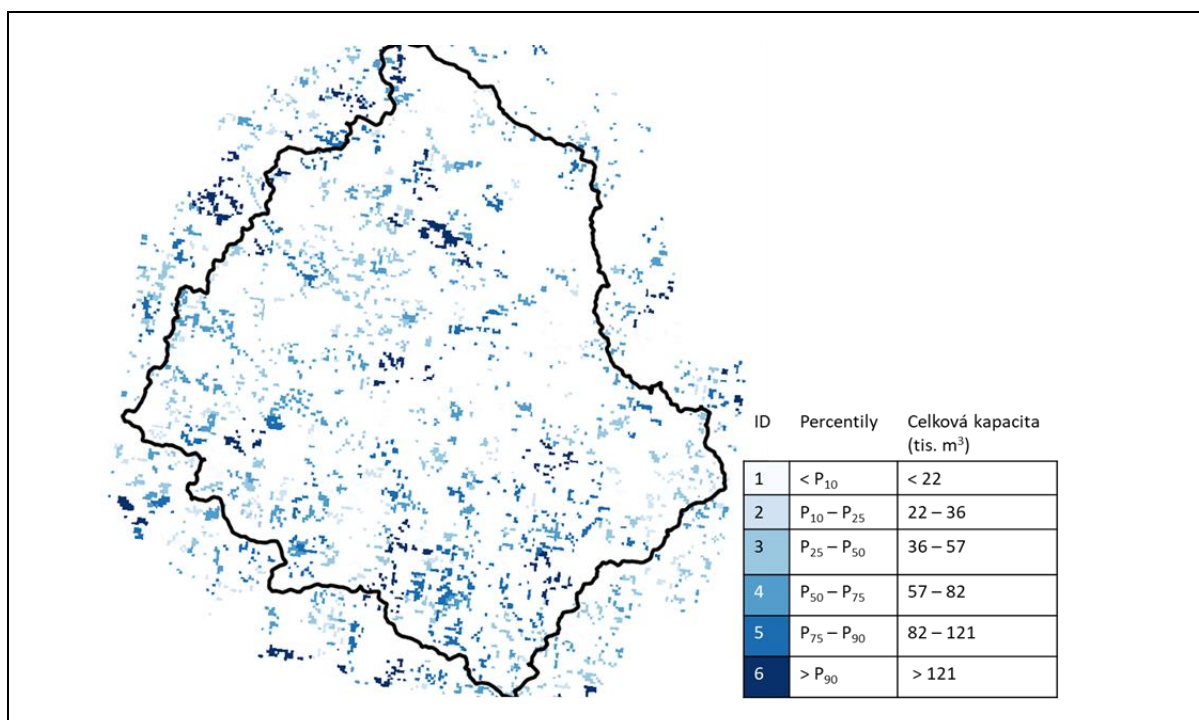 ID Percentily Celková kapacita
(tis. m³)
1 < P₁₀ < 22
2 P₁₀ – P₂₅ 22 – 36
3 P₂₅ – P₅₀ 36 – 57
4 P₅₀ – P₇₅ 57 – 82
5 P₇₅ – P₉₀ 82 – 121
6 > P₉₀ > 121